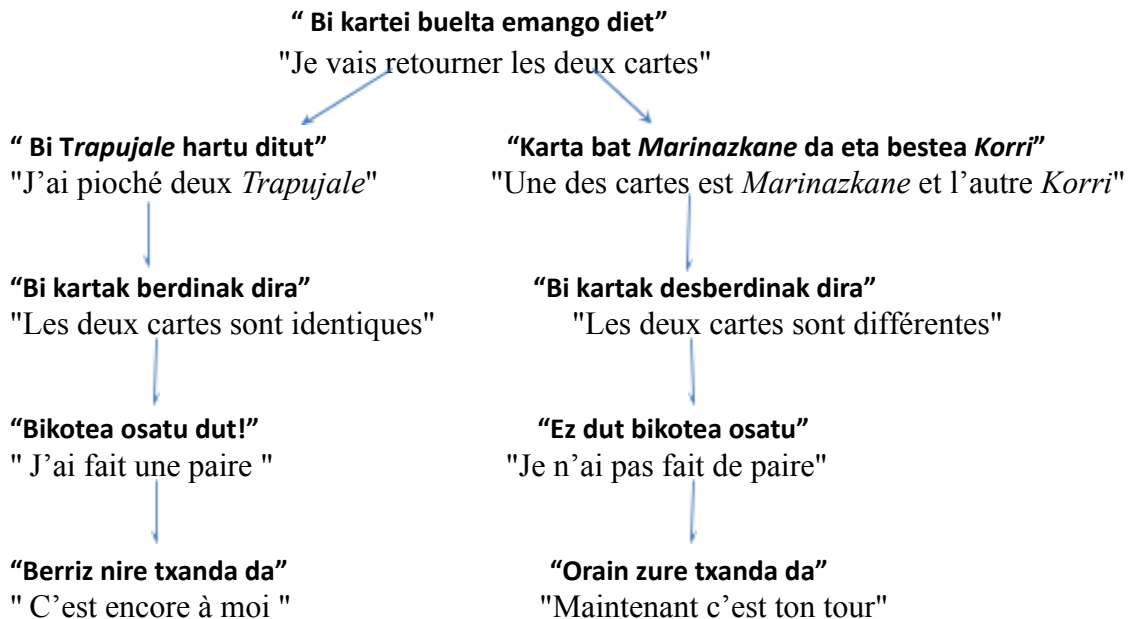 “ Bi kartei buelta emango diet”
"Je vais retourner les deux cartes"
“ Bi Trapujale hartu ditut”
"J’ai pioché deux Trapujale"
“Karta bat Marinazkane da eta bestea Korri”
"Une des cartes est Marinazkane et l’autre Korri"
“Bi kartak berdinak dira”
"Les deux cartes sont identiques"
“Bi kartak desberdinak dira”
"Les deux cartes sont différentes"
“Bikotea osatu dut!”
" J’ai fait une paire "
“Ez dut bikotea osatu”
"Je n’ai pas fait de paire"
“Berriz nire txanda da”
" C’est encore à moi "
“Orain zure txanda da”
"Maintenant c’est ton tour"